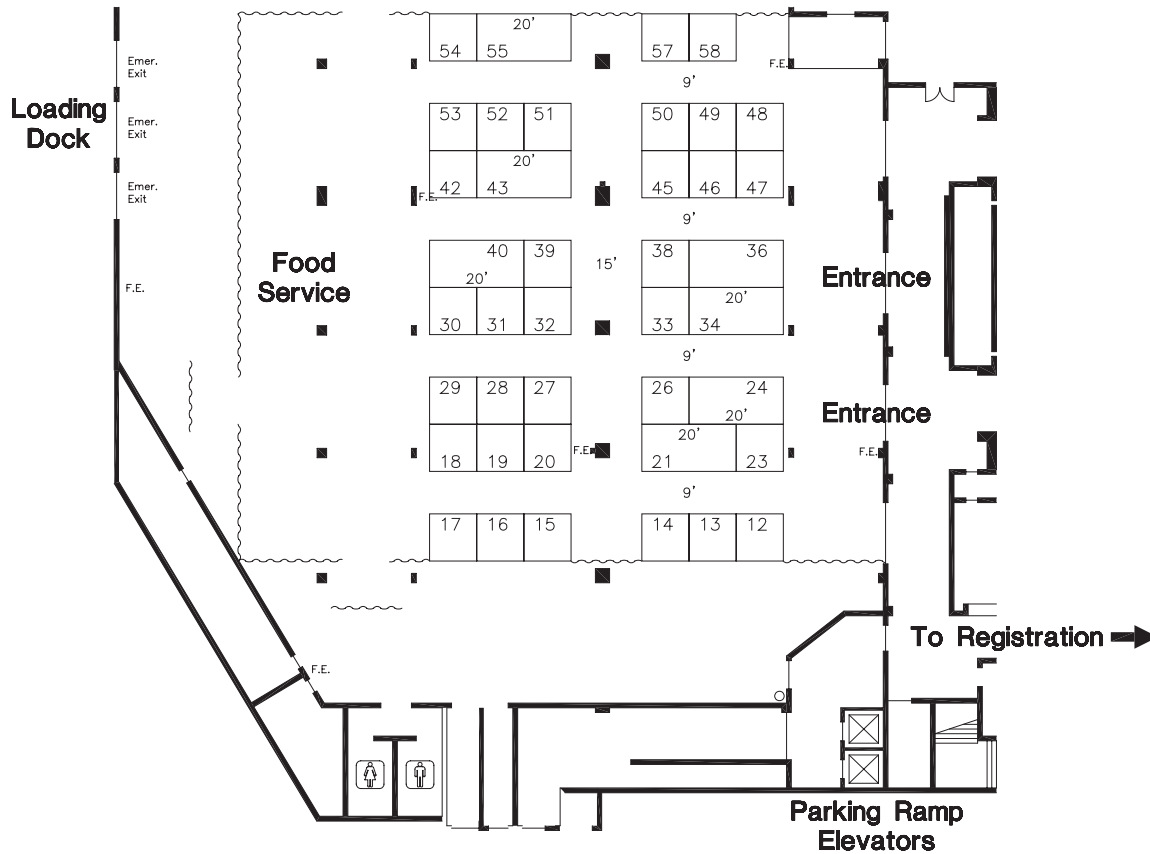 20'
54 55 57 58
Emer.
Exit
F.E.
9'
Loading
Dock
53 52 51 50 49 48
Emer.
Exit
20'
Emer.
Exit
42 43 45 46 47
F.E.
9'
Food
Service
40 39 38 36
15'
20'
Entrance
F.E.
20'
30 31 32 33 34
9'
29 28 27 26 24
Entrance
20'
20'
18 19 20 21 23
F.E.
F.E.
9'
17 16 15 14 13 12
To Registration
F.E.
Parking Ramp
Elevators